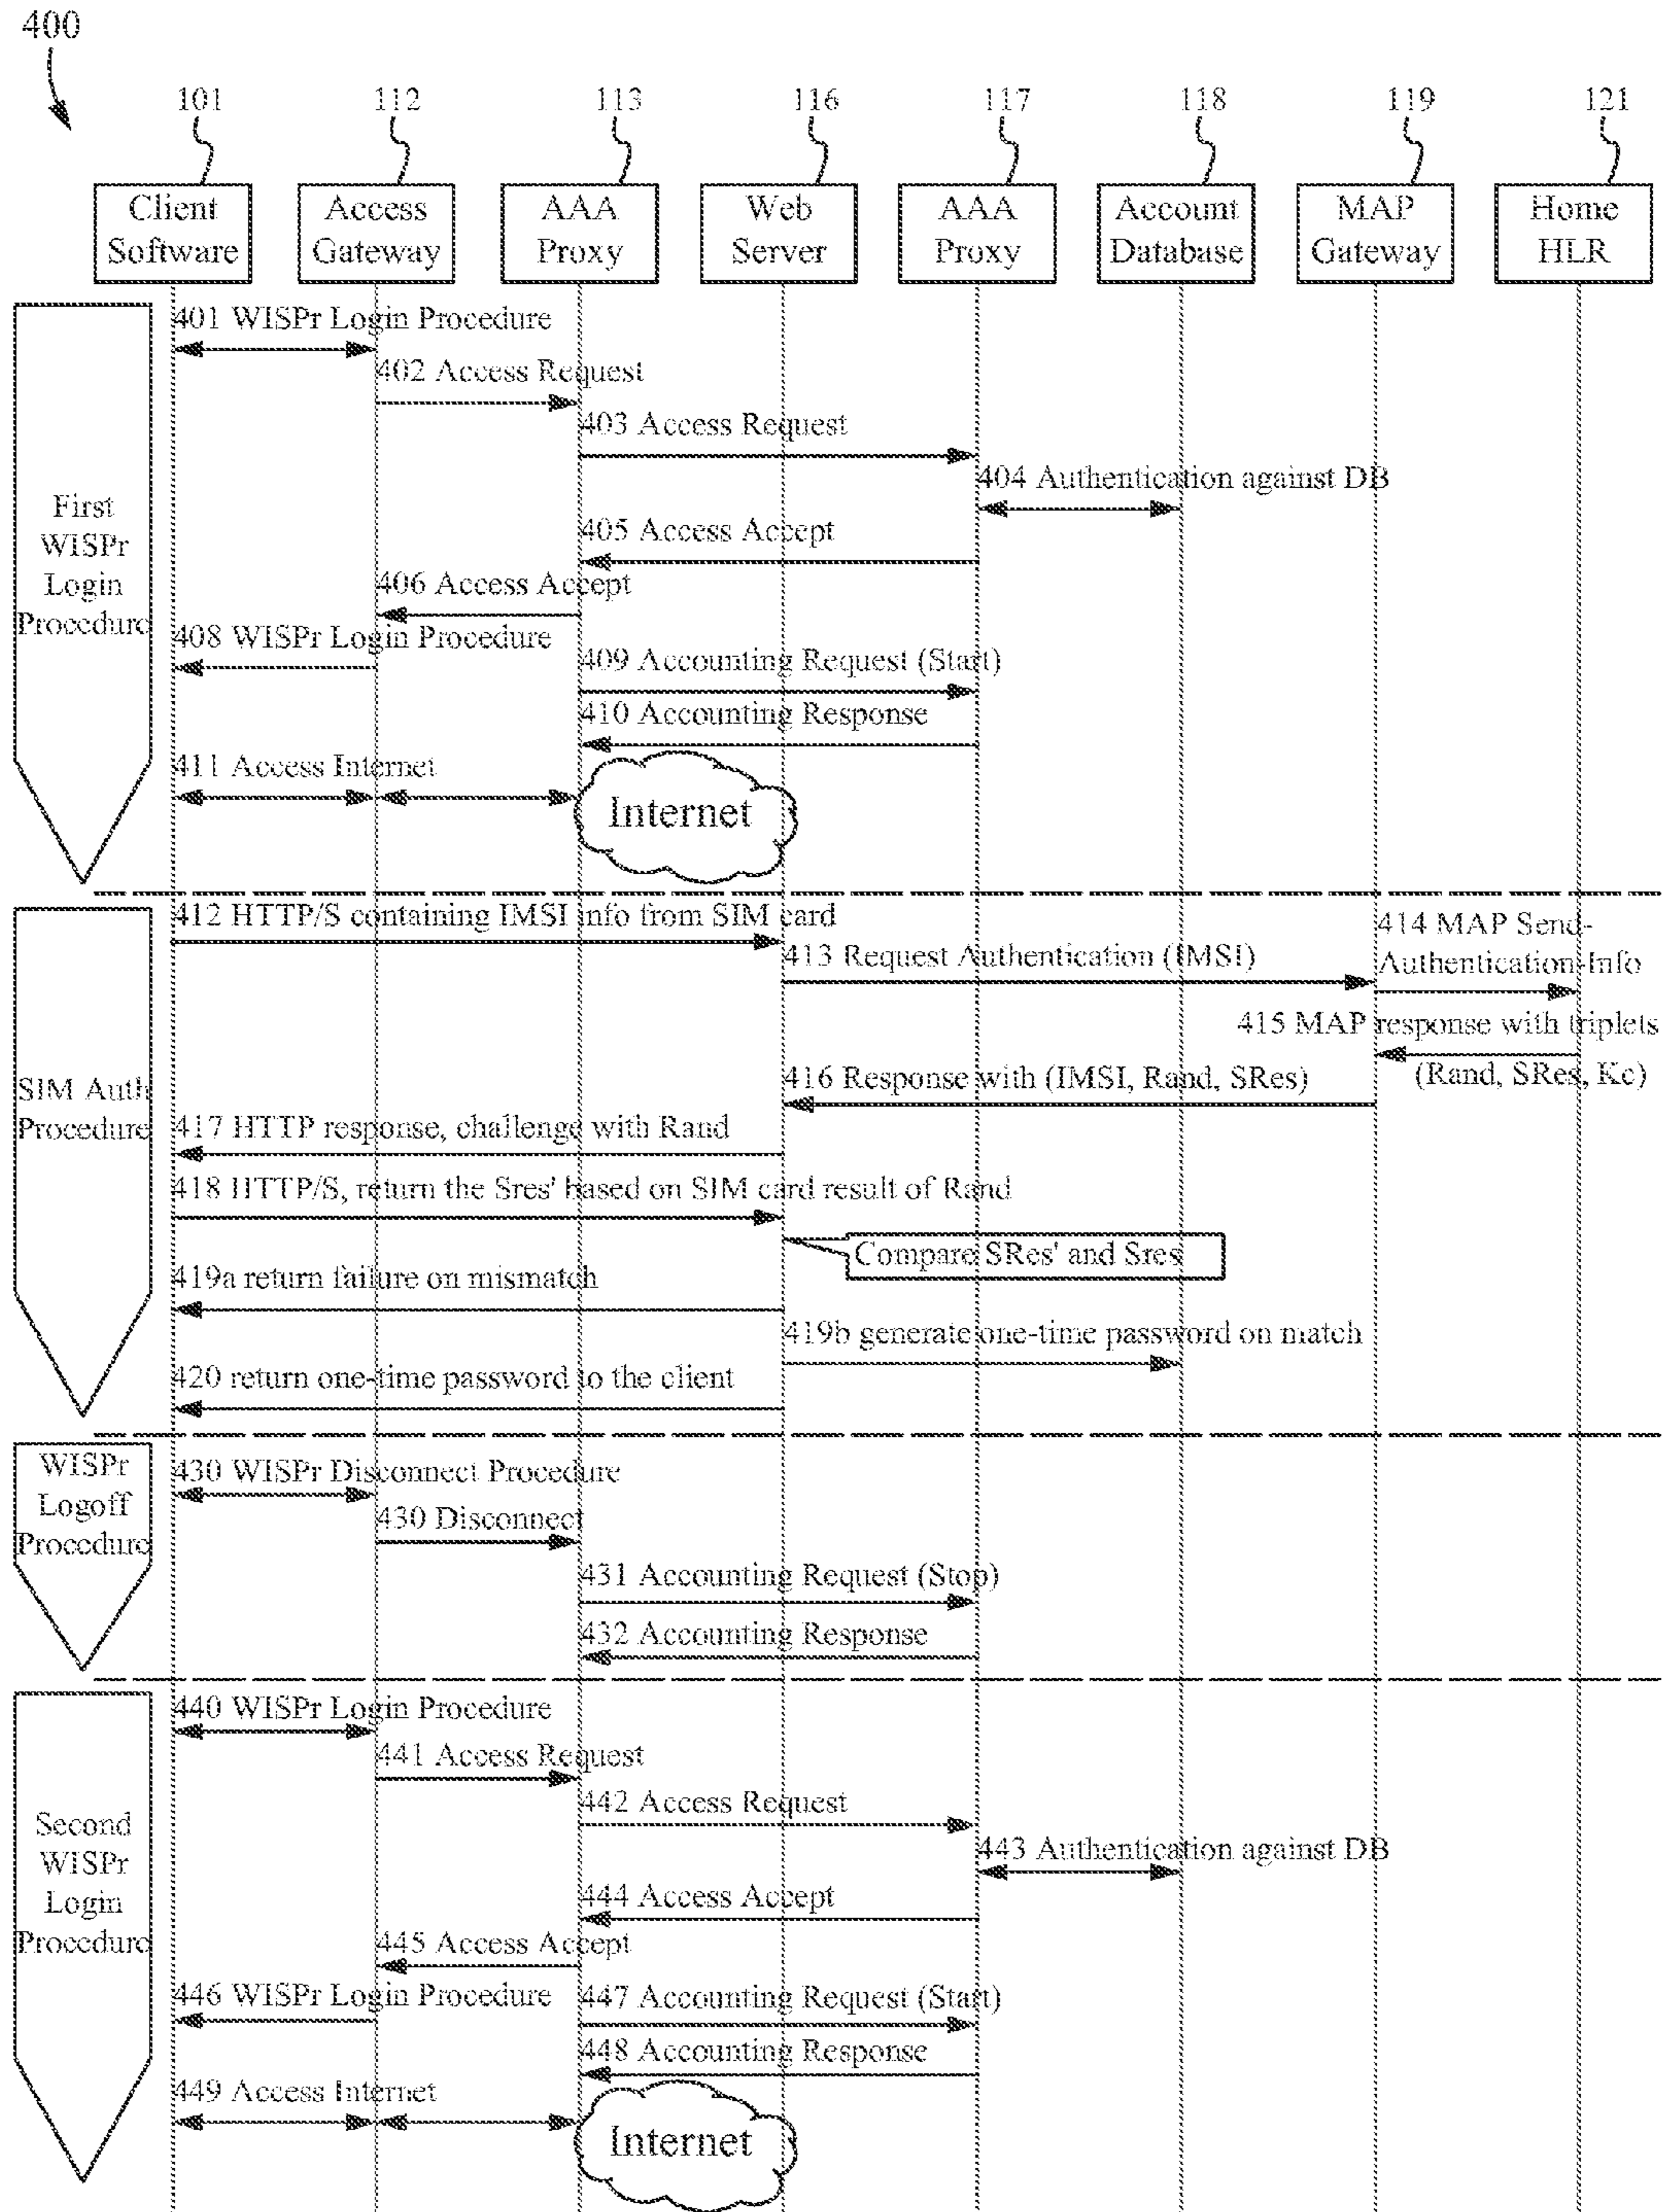 400
101 112 113 116 117 118 119 121
Client Software
Access Gateway
AAA Proxy
Web Server
AAA Proxy
Account Database
MAP Gateway
Home HLR
First
WISPr
Login
Procedure
401 WISPr Login Procedure
402 Access Request
403 Access Request
404 Authentication against DB
405 Access Accept
406 Access Accept
408 WISPr Login Procedure
409 Accounting Request (Start)
410 Accounting Response
411 Access Internet
Internet
SIM Auth
Procedure
412 HTTP/S containing IMSI info from SIM card
413 Request Authentication (IMSI)
414 MAP Send-
Authentication-Info
415 MAP response with triplets
(Rand, SRes, Kc)
416 Response with (IMSI, Rand, SRes)
417 HTTP response, challenge with Rand
418 HTTP/S, return the Sres' based on SIM card result of Rand
Compare SRes' and Sres
419a return failure on mismatch
419b generate one-time password on match
420 return one-time password to the client
WISPr
Logoff
Procedure
430 WISPr Disconnect Procedure
430 Disconnect
431 Accounting Request (Stop)
432 Accounting Response
Second
WISPr
Login
Procedure
440 WISPr Login Procedure
441 Access Request
442 Access Request
443 Authentication against DB
444 Access Accept
445 Access Accept
446 WISPr Login Procedure
447 Accounting Request (Start)
448 Accounting Response
449 Access Internet
Internet